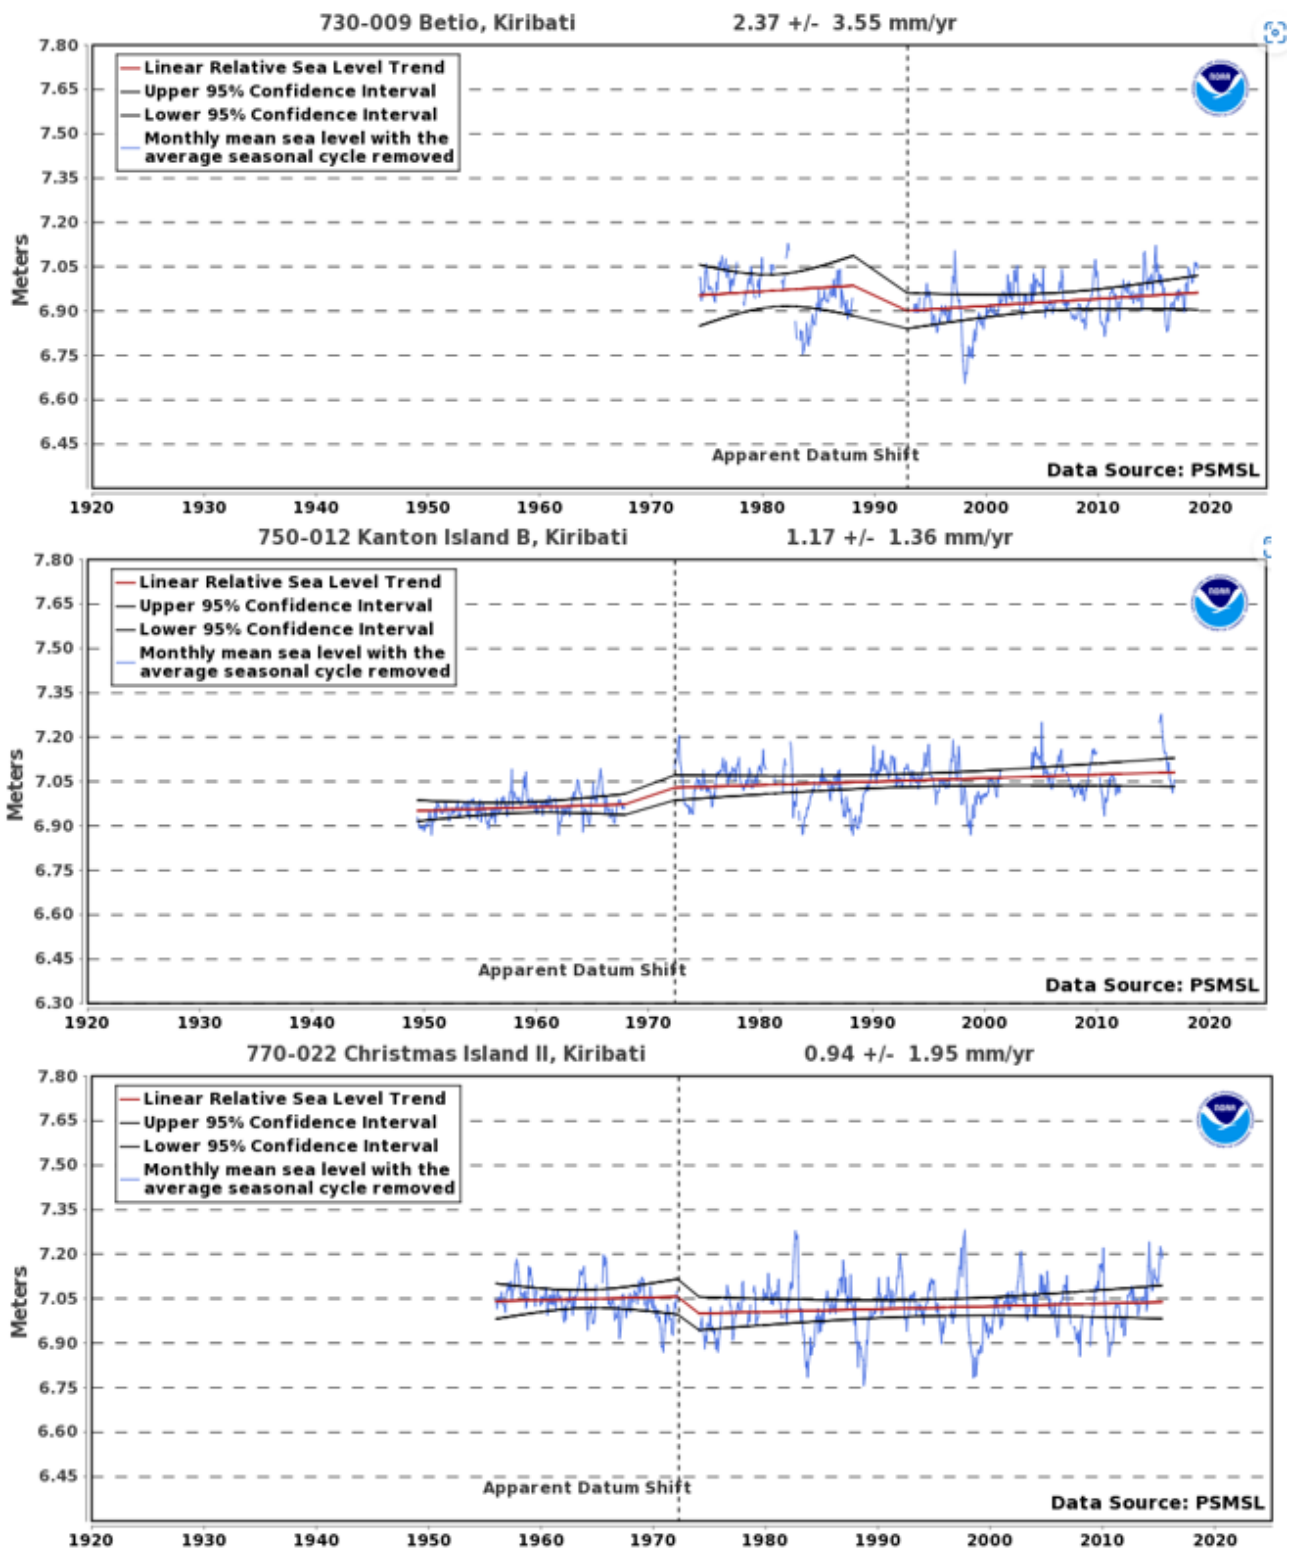 730-009 Betio, Kiribati 2.37 +/- 3.55 mm/yr
7.80
7.65
7.50
7.35
7.20
7.05
6.90
6.75
6.60
6.45
Meters
Linear Relative Sea Level Trend
Upper 95% Confidence Interval
Lower 95% Confidence Interval
Monthly mean sea level with the
average seasonal cycle removed
NOAA
Apparent Datum Shift
Data Source: PSMSL
1920 1930 1940 1950 1960 1970 1980 1990 2000 2010 2020
750-012 Kanton Island B, Kiribati 1.17 +/- 1.36 mm/yr
7.80
7.65
7.50
7.35
7.20
7.05
6.90
6.75
6.60
6.45
6.30
Meters
Linear Relative Sea Level Trend
Upper 95% Confidence Interval
Lower 95% Confidence Interval
Monthly mean sea level with the
average seasonal cycle removed
NOAA
Apparent Datum Shift
Data Source: PSMSL
1920 1930 1940 1950 1960 1970 1980 1990 2000 2010 2020
770-022 Christmas Island II, Kiribati 0.94 +/- 1.95 mm/yr
7.80
7.65
7.50
7.35
7.20
7.05
6.90
6.75
6.60
6.45
Meters
Linear Relative Sea Level Trend
Upper 95% Confidence Interval
Lower 95% Confidence Interval
Monthly mean sea level with the
average seasonal cycle removed
NOAA
Apparent Datum Shift
Data Source: PSMSL
1920 1930 1940 1950 1960 1970 1980 1990 2000 2010 2020